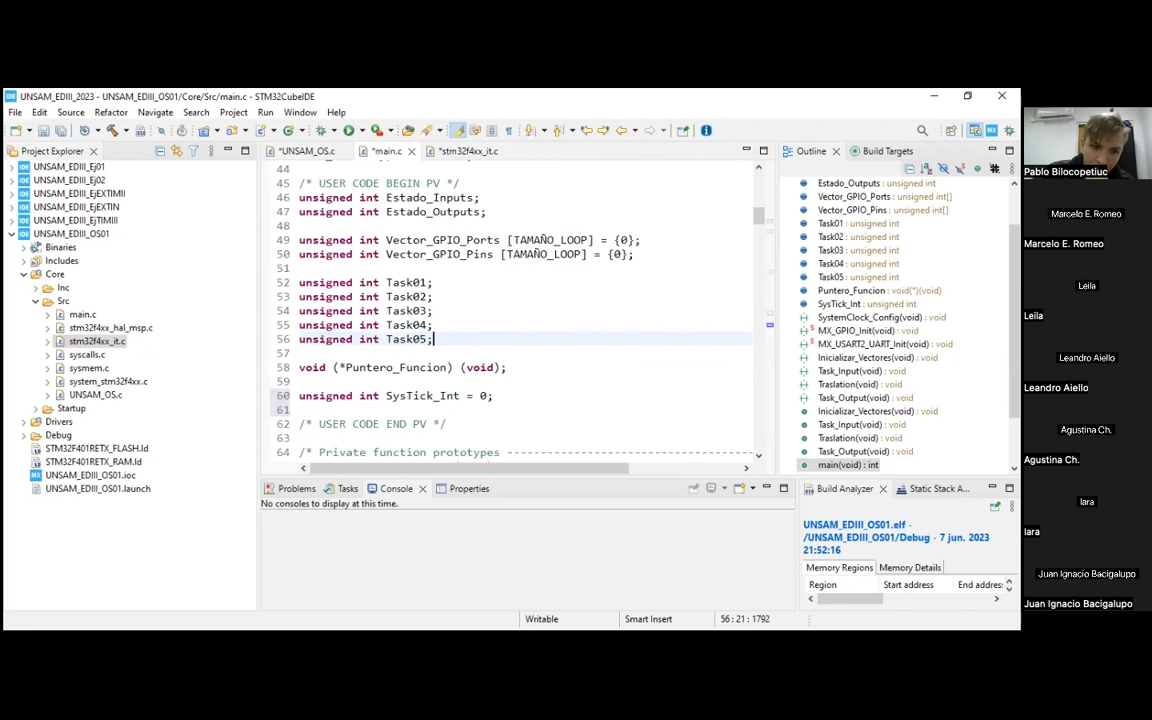 UNSAM_EDIII_2023 - UNSAM_EDIII_OS01/Core/Src/main.c - STM32CubeIDE
File Edit Source Refactor Navigate Search Project Run Window Help
Project Explorer
UNSAM_EDIII_Ej01
UNSAM_EDIII_Ej02
UNSAM_EDIII_EjEXTIMII
UNSAM_EDIII_EjEXTIN
UNSAM_EDIII_EjTIMIII
UNSAM_EDIII_OS01
Binaries
Includes
Core
Inc
Src
main.c
stm32f4xx_hal_msp.c
stm32f4xx_it.c
syscalls.c
sysmem.c
system_stm32f4xx.c
UNSAM_OS.c
Startup
Drivers
Debug
STM32F401RETX_FLASH.ld
STM32F401RETX_RAM.ld
UNSAM_EDIII_OS01.ioc
UNSAM_EDIII_OS01.launch
*UNSAM_OS.c *main.c *stm32f4xx_it.c
44
45 /* USER CODE BEGIN PV */
46 unsigned int Estado_Inputs;
47 unsigned int Estado_Outputs;
48
49 unsigned int Vector_GPIO_Ports [TAMAÑO_LOOP] = {0};
50 unsigned int Vector_GPIO_Pins [TAMAÑO_LOOP] = {0};
51
52 unsigned int Task01;
53 unsigned int Task02;
54 unsigned int Task03;
55 unsigned int Task04;
56 unsigned int Task05;
57
58 void (*Puntero_Funcion) (void);
59
60 unsigned int SysTick_Int = 0;
61
62 /* USER CODE END PV */
63
64 /* Private function prototypes -----------------------------------------------
Outline Build Targets
Estado_Outputs : unsigned int
Vector_GPIO_Ports : unsigned int[]
Vector_GPIO_Pins : unsigned int[]
Task01 : unsigned int
Task02 : unsigned int
Task03 : unsigned int
Task04 : unsigned int
Task05 : unsigned int
Puntero_Funcion : void(*)(void)
SysTick_Int : unsigned int
SystemClock_Config(void) : void
MX_GPIO_Init(void) : void
MX_USART2_UART_Init(void) : void
Inicializar_Vectores(void) : void
Task_Input(void) : void
Traslation(void) : void
Task_Output(void) : void
Inicializar_Vectores(void) : void
Task_Input(void) : void
Traslation(void) : void
Task_Output(void) : void
main(void) : int
Problems Tasks Console Properties
No consoles to display at this time.
Build Analyzer Static Stack A...
UNSAM_EDIII_OS01.elf -
/UNSAM_EDIII_OS01/Debug - 7 jun. 2023
21:52:16
Memory Regions Memory Details
Region Start address End address
Writable Smart Insert 56 : 21 : 1792
Pablo Bilocopetiuc
Marcelo E. Romeo
Marcelo E. Romeo
Leila
Leila
Leandro Aiello
Leandro Aiello
Agustina Ch.
Agustina Ch.
Iara
Iara
Juan Ignacio Bacigalupo
Juan Ignacio Bacigalupo